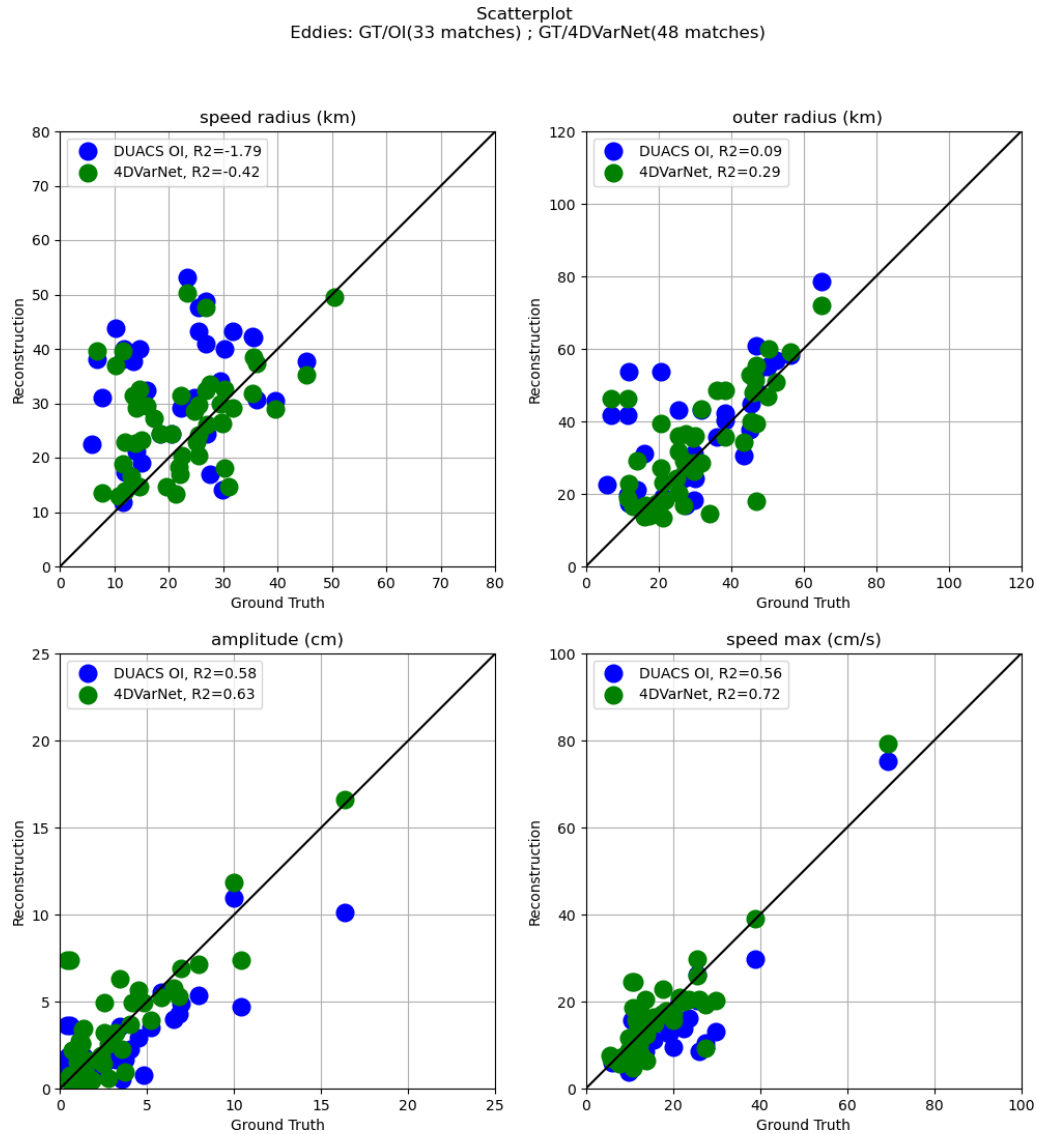 Scatterplot
Eddies: GT/OI(33 matches) ; GT/4DVarNet(48 matches)
speed radius (km)
DUACS OI, R2=-1.79
4DVarNet, R2=-0.42
80
70
60
50
40
30
20
10
0
Reconstruction
0 10 20 30 40 50 60 70 80
Ground Truth
outer radius (km)
DUACS OI, R2=0.09
4DVarNet, R2=0.29
120
100
80
60
40
20
0
Reconstruction
0 20 40 60 80 100 120
Ground Truth
amplitude (cm)
DUACS OI, R2=0.58
4DVarNet, R2=0.63
25
20
15
10
5
0
Reconstruction
0 5 10 15 20 25
Ground Truth
speed max (cm/s)
DUACS OI, R2=0.56
4DVarNet, R2=0.72
100
80
60
40
20
0
Reconstruction
0 20 40 60 80 100
Ground Truth